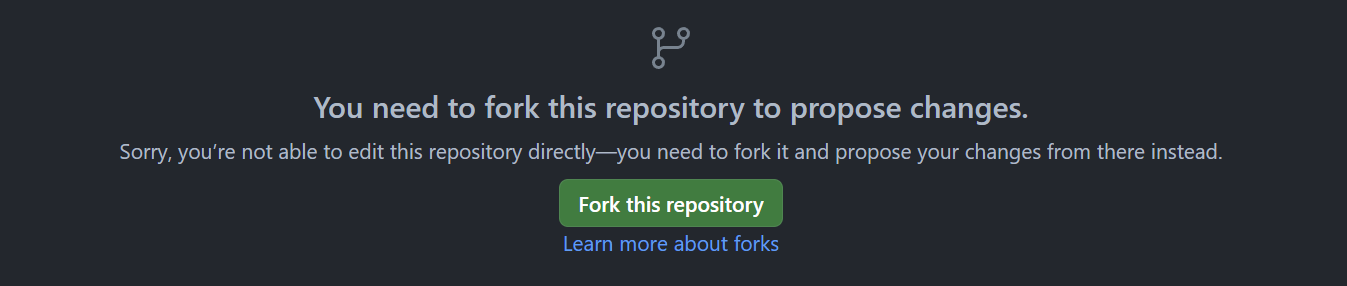 You need to fork this repository to propose changes.
Sorry, you’re not able to edit this repository directly—you need to fork it and propose your changes from there instead.
Fork this repository
Learn more about forks